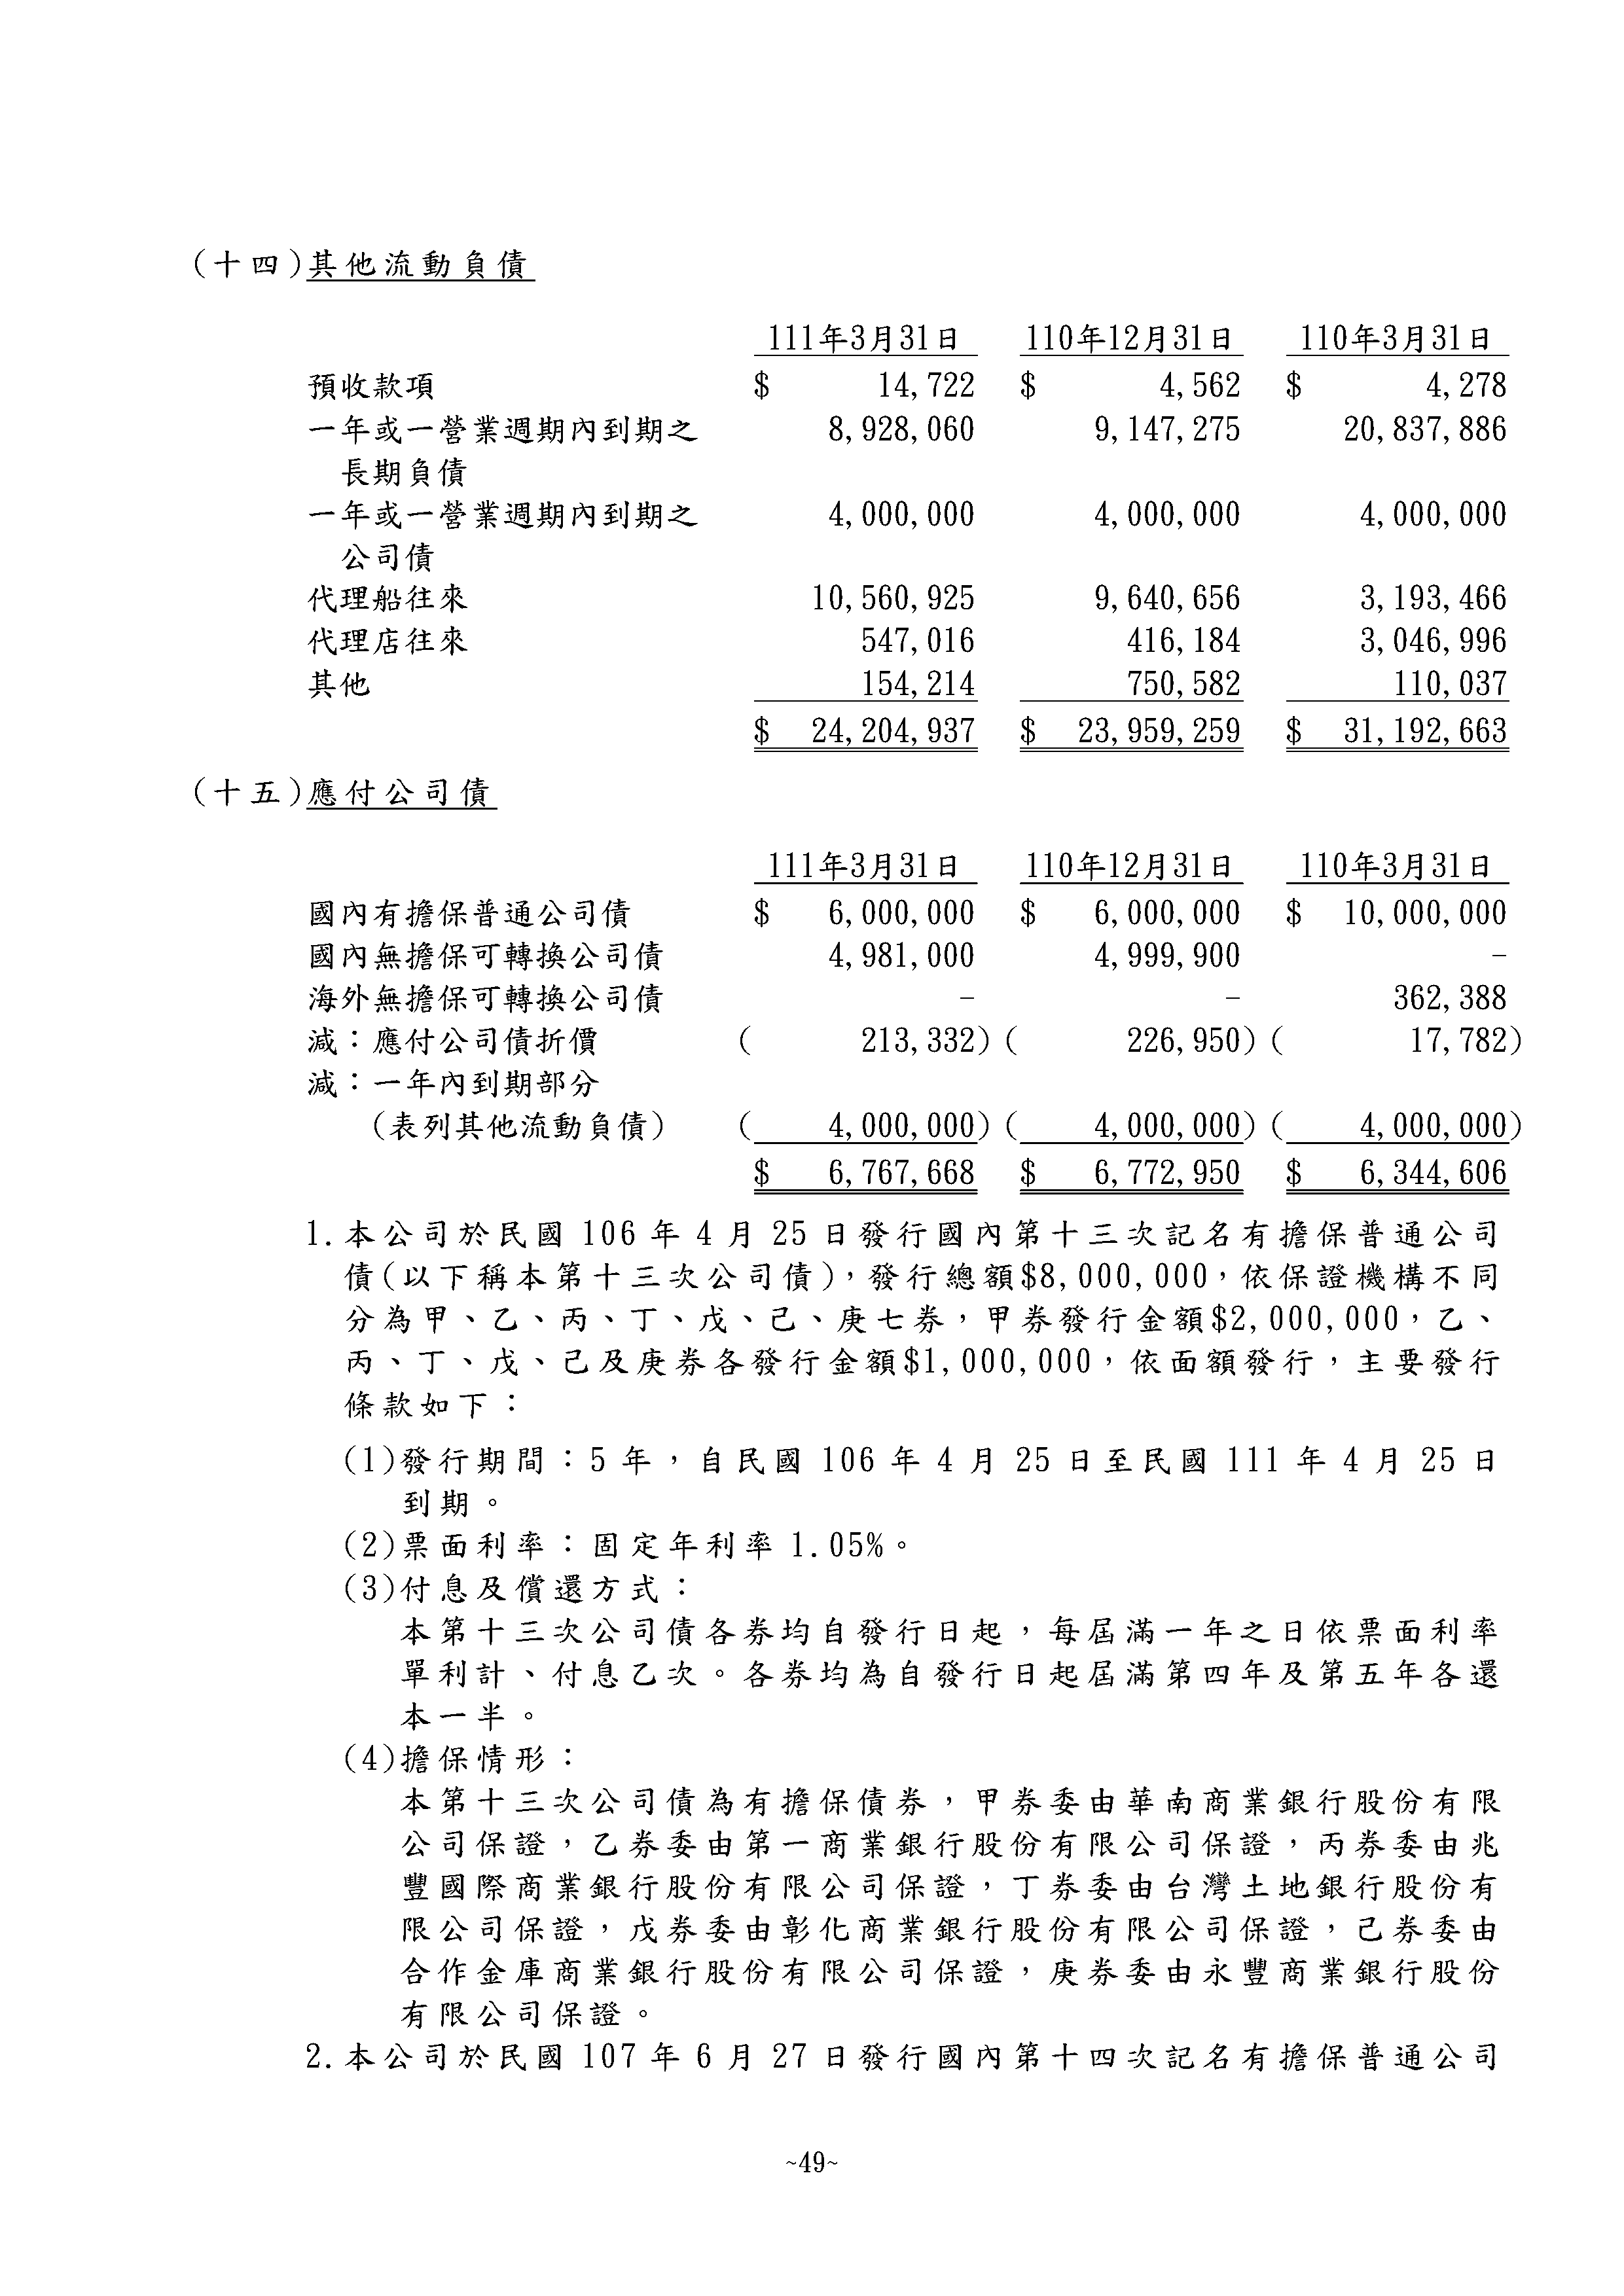 (十四)其他流動負債
111年3月31日 110年12月31日 110年3月31日
預收款項 $ 14,722 $ 4,562 $ 4,278
一年或一營業週期內到期之 8,928,060 9,147,275 20,837,886
長期負債
一年或一營業週期內到期之 4,000,000 4,000,000 4,000,000
公司債
代理船往來 10,560,925 9,640,656 3,193,466
代理店往來 547,016 416,184 3,046,996
其他 154,214 750,582 110,037
$ 24,204,937 $ 23,959,259 $ 31,192,663
(十五)應付公司債
111年3月31日 110年12月31日 110年3月31日
國內有擔保普通公司債 $ 6,000,000 $ 6,000,000 $ 10,000,000
國內無擔保可轉換公司債 4,981,000 4,999,900 -
海外無擔保可轉換公司債 - - 362,388
減：應付公司債折價 ( 213,332) ( 226,950) ( 17,782)
減：一年內到期部分
(表列其他流動負債) ( 4,000,000) ( 4,000,000) ( 4,000,000)
$ 6,767,668 $ 6,772,950 $ 6,344,606
1.本公司於民國 106 年 4 月 25 日發行國內第十三次記名有擔保普通公司
債(以下稱本第十三次公司債)，發行總額$8,000,000，依保證機構不同
分為甲、乙、丙、丁、戊、己、庚七券，甲券發行金額$2,000,000，乙、
丙、丁、戊、己及庚券各發行金額$1,000,000，依面額發行，主要發行
條款如下：
(1)發行期間：5 年，自民國 106 年 4 月 25 日至民國 111 年 4 月 25 日
到期。
(2)票面利率：固定年利率 1.05%。
(3)付息及償還方式：
本第十三次公司債各券均自發行日起，每屆滿一年之日依票面利率
單利計、付息乙次。各券均為自發行日起屆滿第四年及第五年各還
本一半。
(4)擔保情形：
本第十三次公司債為有擔保債券，甲券委由華南商業銀行股份有限
公司保證，乙券委由第一商業銀行股份有限公司保證，丙券委由兆
豐國際商業銀行股份有限公司保證，丁券委由台灣土地銀行股份有
限公司保證，戊券委由彰化商業銀行股份有限公司保證，己券委由
合作金庫商業銀行股份有限公司保證，庚券委由永豐商業銀行股份
有限公司保證。
2.本公司於民國 107 年 6 月 27 日發行國內第十四次記名有擔保普通公司
~49~